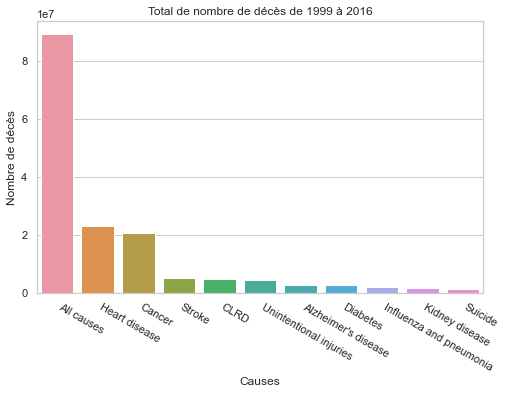 Total de nombre de décès de 1999 à 2016
1e7
8
6
4
2
0
Nombre de décès
All causes
Heart disease
Cancer
Stroke
CLRD
Unintentional injuries
Alzheimer's disease
Diabetes
Influenza and pneumonia
Kidney disease
Suicide
Causes